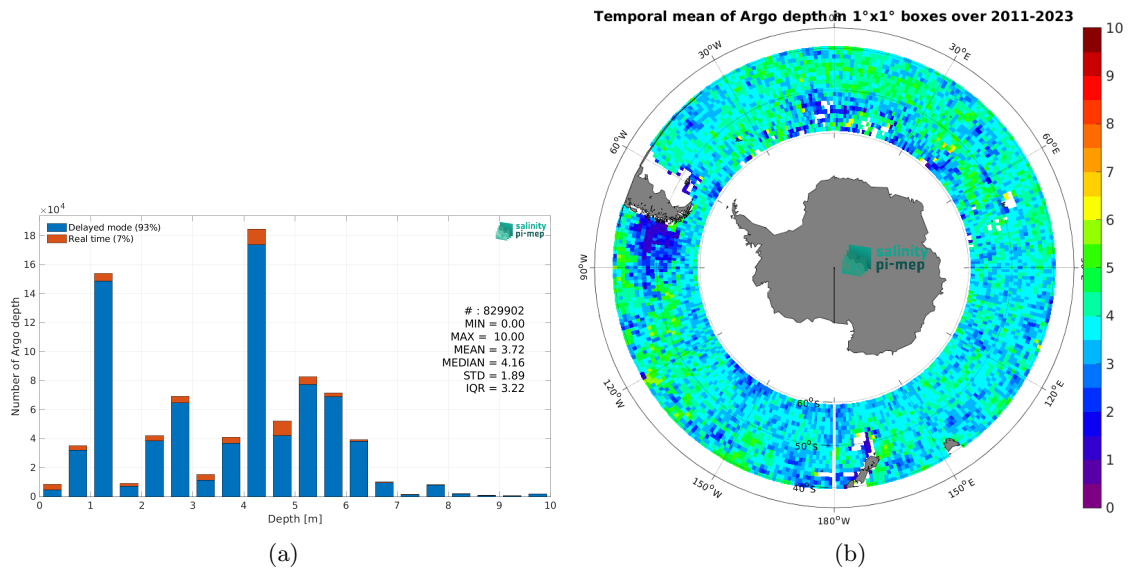 Temporal mean of Argo depth in 1°x1° boxes over 2011-2023
×10⁴
Delayed mode (93%)
Real time (7%)
salinity
pi-mep
18
16
14
12
10
8
6
4
2
0
Number of Argo depth
# : 829902
MIN = 0.00
MAX = 10.00
MEAN = 3.72
MEDIAN = 4.16
STD = 1.89
IQR = 3.22
0 1 2 3 4 5 6 7 8 9 10
Depth [m]
(a)
30°W
30°E
60°W
60°E
90°W
120°W
120°E
150°W
150°E
180°W
60°S
50°S
40°S
salinity
pi-mep
10
9
8
7
6
5
4
3
2
1
0
(b)